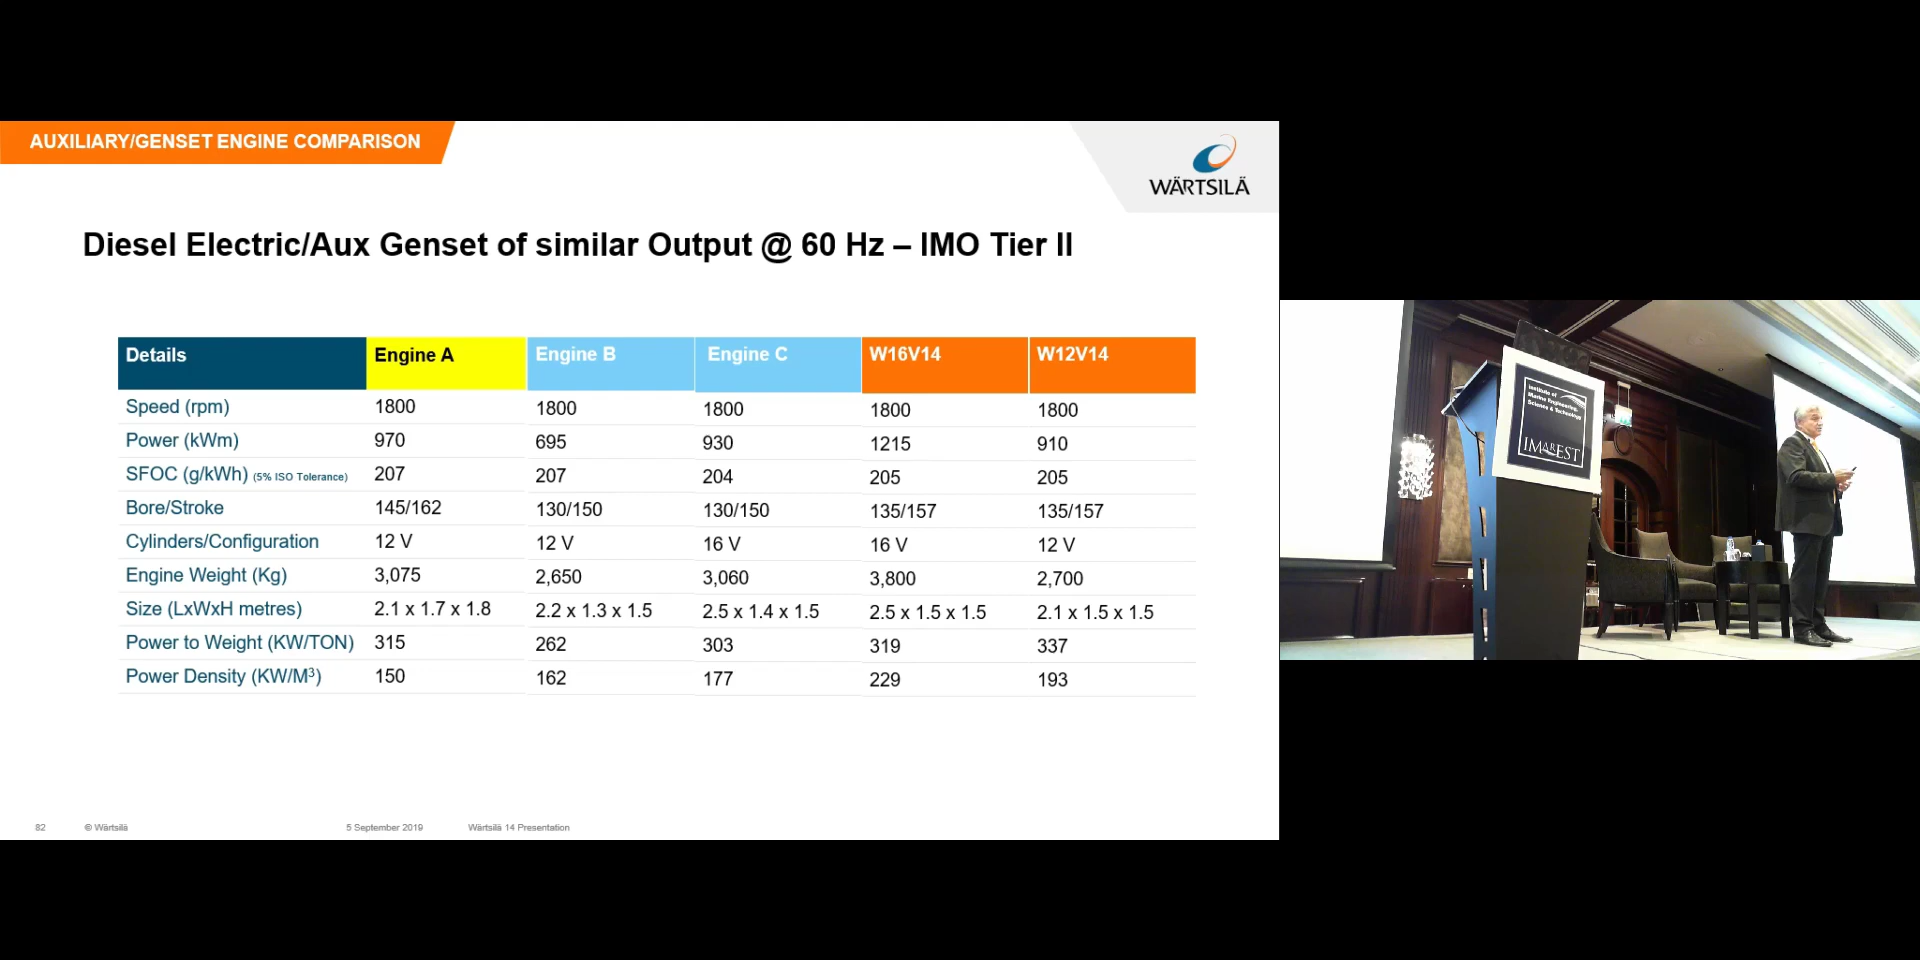 AUXILIARY/GENSET ENGINE COMPARISON
WÄRTSILÄ
Diesel Electric/Aux Genset of similar Output @ 60 Hz – IMO Tier II
Details Engine A Engine B Engine C W16V14 W12V14
Speed (rpm) 1800 1800 1800 1800 1800
Power (kWm) 970 695 930 1215 910
SFOC (g/kWh) (5% ISO Tolerance) 207 207 204 205 205
Bore/Stroke 145/162 130/150 130/150 135/157 135/157
Cylinders/Configuration 12 V 12 V 16 V 16 V 12 V
Engine Weight (Kg) 3,075 2,650 3,060 3,800 2,700
Size (LxWxH metres) 2.1 x 1.7 x 1.8 2.2 x 1.3 x 1.5 2.5 x 1.4 x 1.5 2.5 x 1.5 x 1.5 2.1 x 1.5 x 1.5
Power to Weight (KW/TON) 315 262 303 319 337
Power Density (KW/M³) 150 162 177 229 193
82 © Wärtsilä 5 September 2019 Wärtsilä 14 Presentation
Institute of
Marine Engineering,
Science & Technology
IMarEST